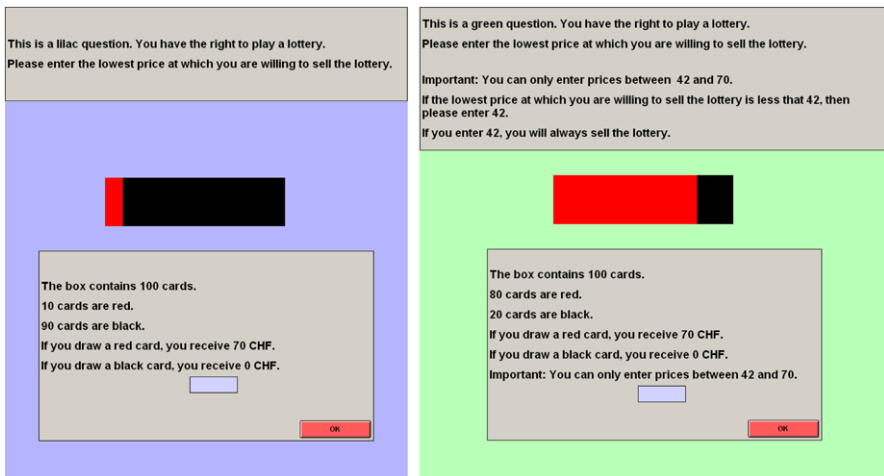 This is a lilac question. You have the right to play a lottery.
Please enter the lowest price at which you are willing to sell the lottery.
The box contains 100 cards.
10 cards are red.
90 cards are black.
If you draw a red card, you receive 70 CHF.
If you draw a black card, you receive 0 CHF.
OK
This is a green question. You have the right to play a lottery.
Please enter the lowest price at which you are willing to sell the lottery.
Important: You can only enter prices between 42 and 70.
If the lowest price at which you are willing to sell the lottery is less that 42, then
please enter 42.
If you enter 42, you will always sell the lottery.
The box contains 100 cards.
80 cards are red.
20 cards are black.
If you draw a red card, you receive 70 CHF.
If you draw a black card, you receive 0 CHF.
Important: You can only enter prices between 42 and 70.
OK